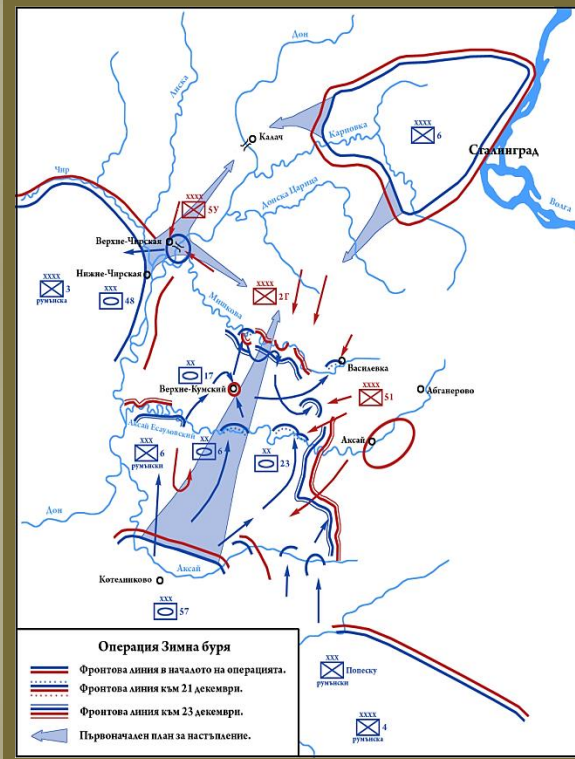 Дон
Лиска
XXXX
6
Калач
Карповка
Сталинград
Чир
Донска Царица
Волга
XXXX
5У
Верхне-Чирская
Нижне-Чирская
XXXX
3
румънска
XXX
48
XXXX
2Г
Мишкова
XX
17
Василевка
Верхне-Кумский
XXXX
51
Абганерово
Аксай Есауловский
Аксай
XXX
6
румънски
XX
6
XX
23
Дон
Аксай
Котелниково
XXX
57
XXX
Попеску
румънски
XXXX
4
румънска
Операция Зимна буря
Фронтова линия в началото на операцията.
Фронтова линия към 21 декември.
Фронтова линия към 23 декември.
Първоначален план за настъпление.